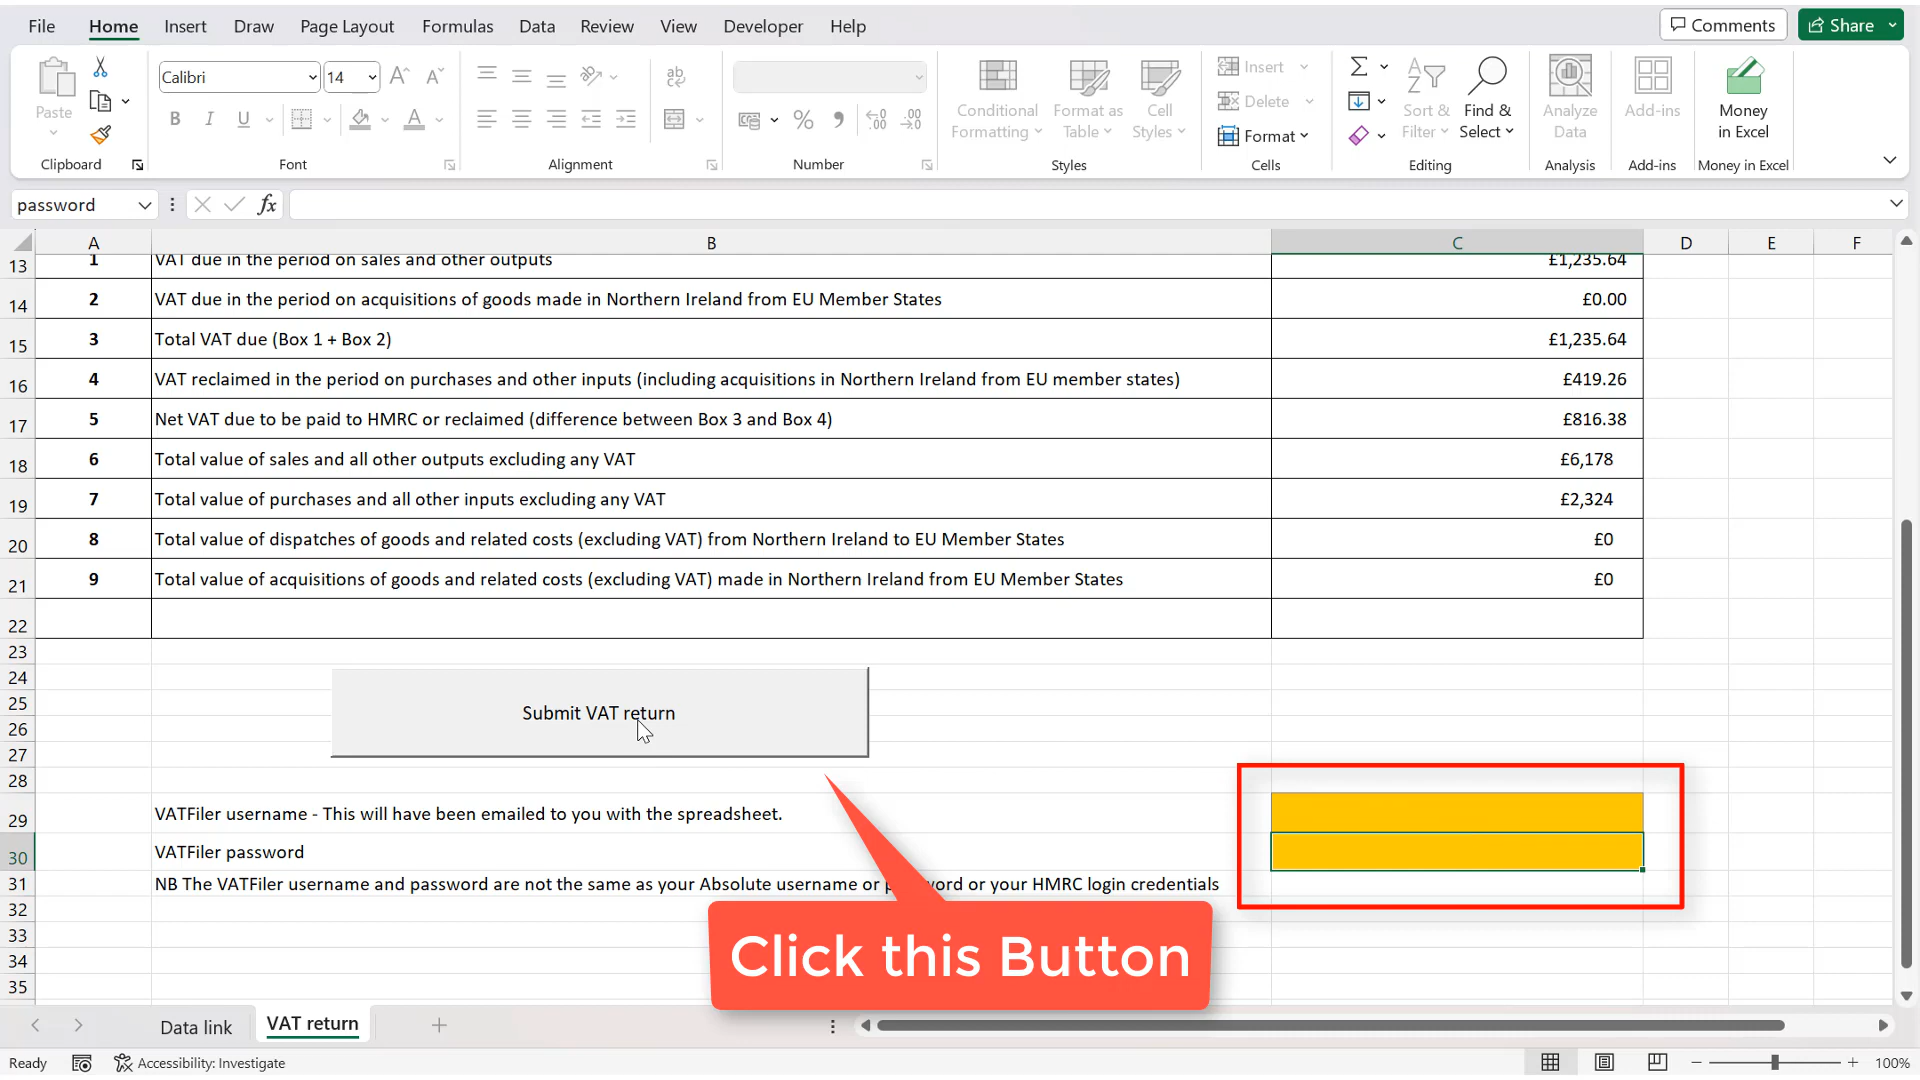 File Home Insert Draw Page Layout Formulas Data Review View Developer Help Comments Share
Calibri 14 Insert
Paste Conditional Format as Cell Delete Sort & Find & Analyze Add-ins Money
Formatting Table Styles Format Filter Select Data in Excel
Clipboard Font Alignment Number Styles Cells Editing Analysis Add-ins Money in Excel
password fx
A B C D E F
13 1 VAT due in the period on sales and other outputs £1,235.64
14 2 VAT due in the period on acquisitions of goods made in Northern Ireland from EU Member States £0.00
15 3 Total VAT due (Box 1 + Box 2) £1,235.64
16 4 VAT reclaimed in the period on purchases and other inputs (including acquisitions in Northern Ireland from EU member states) £419.26
17 5 Net VAT due to be paid to HMRC or reclaimed (difference between Box 3 and Box 4) £816.38
18 6 Total value of sales and all other outputs excluding any VAT £6,178
19 7 Total value of purchases and all other inputs excluding any VAT £2,324
20 8 Total value of dispatches of goods and related costs (excluding VAT) from Northern Ireland to EU Member States £0
21 9 Total value of acquisitions of goods and related costs (excluding VAT) made in Northern Ireland from EU Member States £0
22
23
24
25
26 Submit VAT return
27
28
29 VATFiler username - This will have been emailed to you with the spreadsheet.
30 VATFiler password
31 NB The VATFiler username and password are not the same as your Absolute username or or your HMRC login credentials
32
33
34 Click this Button
35
Data link VAT return
Ready Accessibility: Investigate 100%